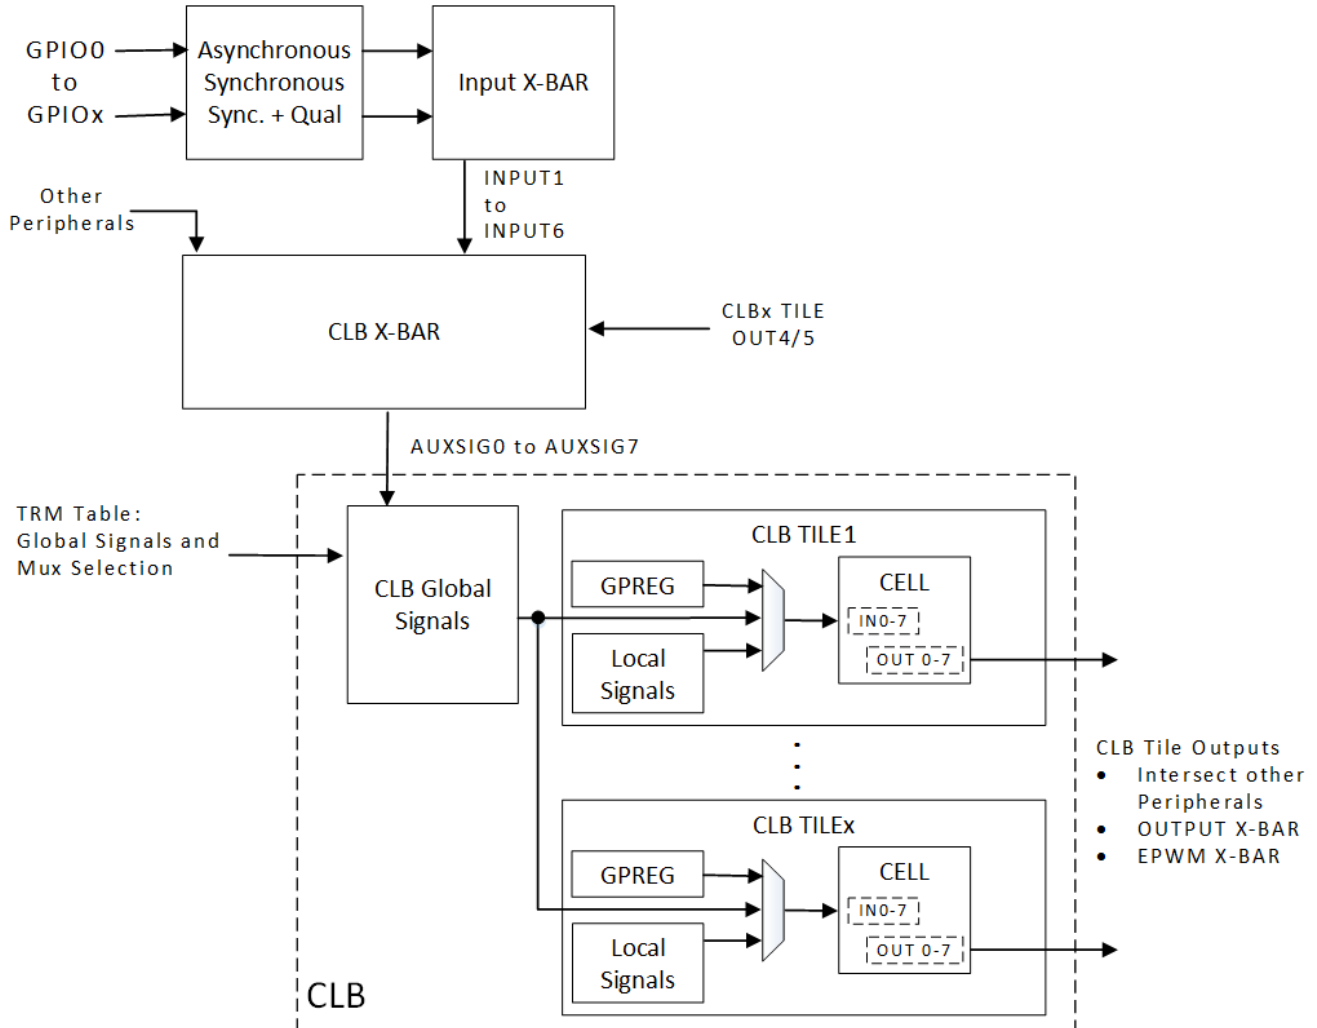 GPIO0
to
GPIOx
Asynchronous
Synchronous
Sync. + Qual
Input X-BAR
Other
Peripherals
INPUT1
to
INPUT6
CLB X-BAR
CLBx TILE
OUT4/5
AUXSIG0 to AUXSIG7
TRM Table:
Global Signals and
Mux Selection
CLB Global
Signals
CLB TILE1
GPREG
Local
Signals
CELL
IN0-7
OUT 0-7
CLB TILEx
GPREG
Local
Signals
CELL
IN0-7
OUT 0-7
CLB Tile Outputs
• Intersect other
Peripherals
• OUTPUT X-BAR
• EPWM X-BAR
CLB